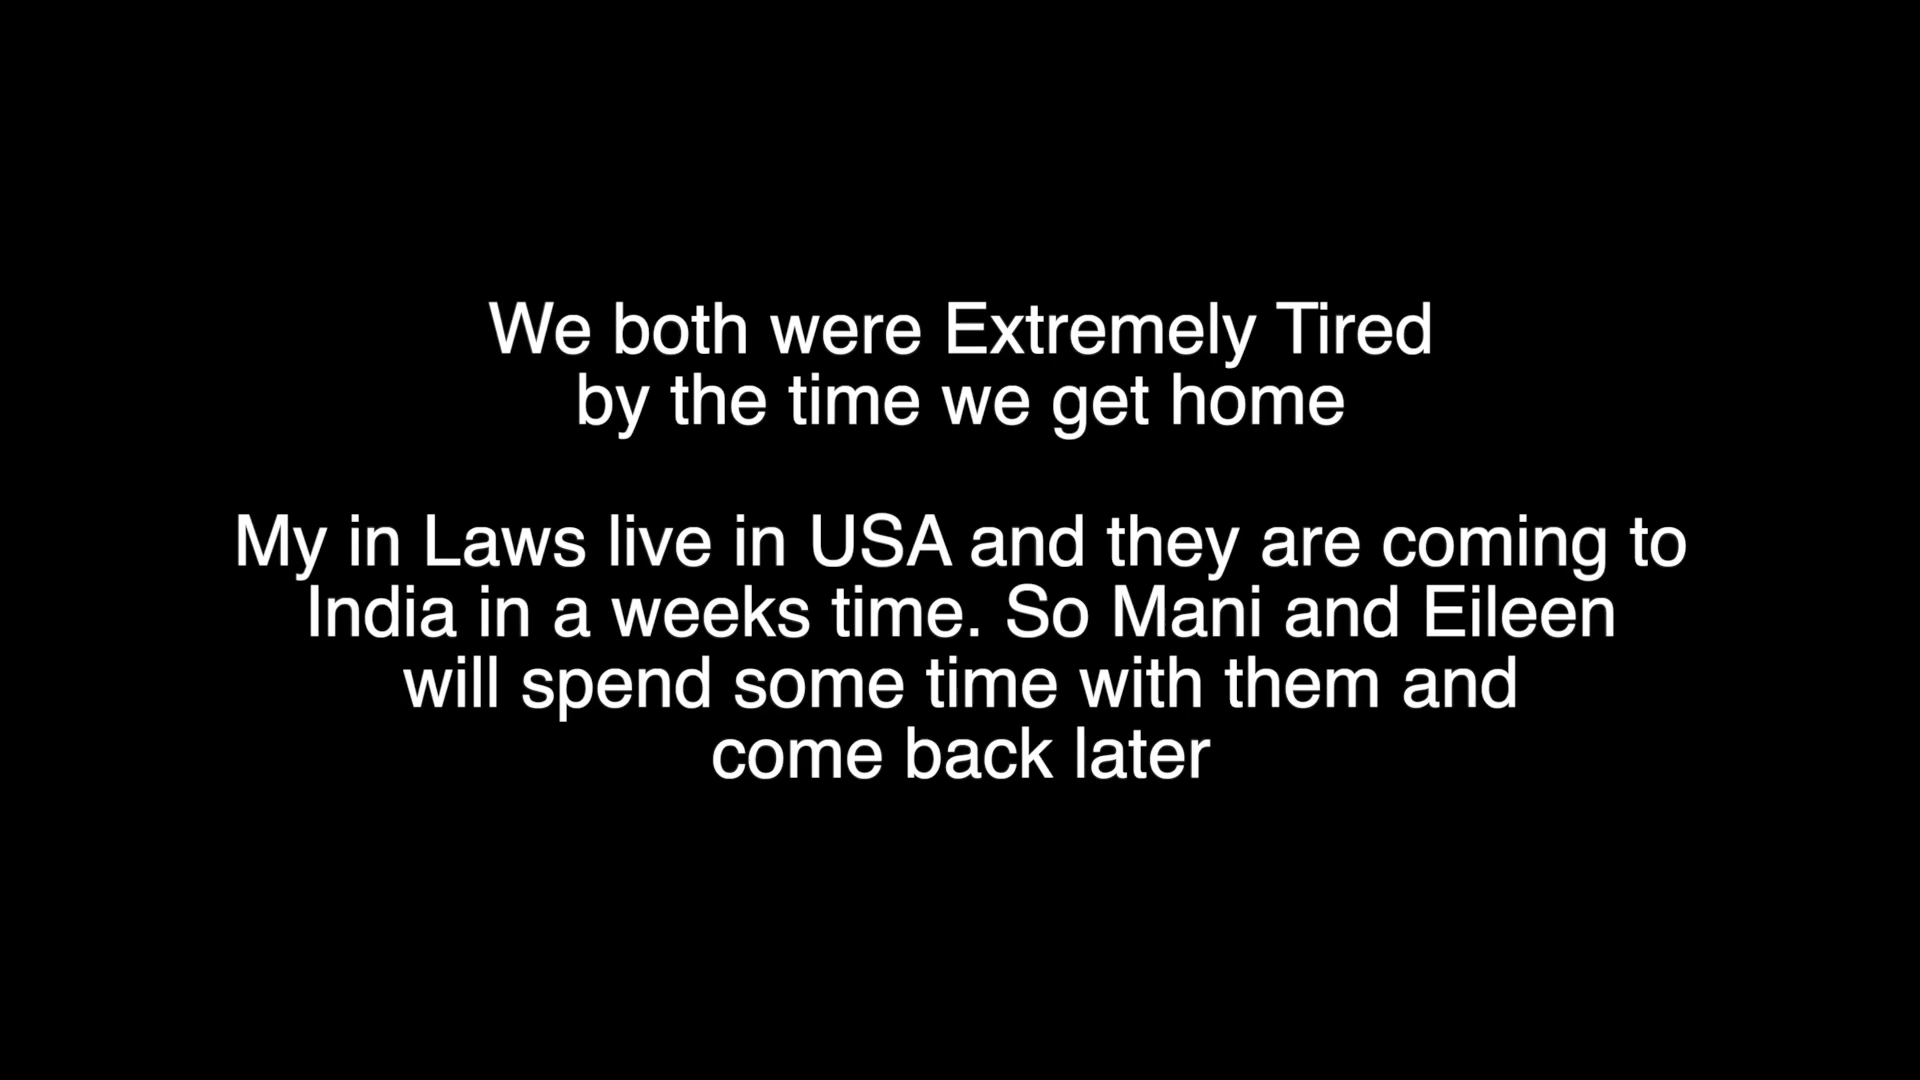 We both were Extremely Tired
by the time we get home
My in Laws live in USA and they are coming to
India in a weeks time. So Mani and Eileen
will spend some time with them and
come back later